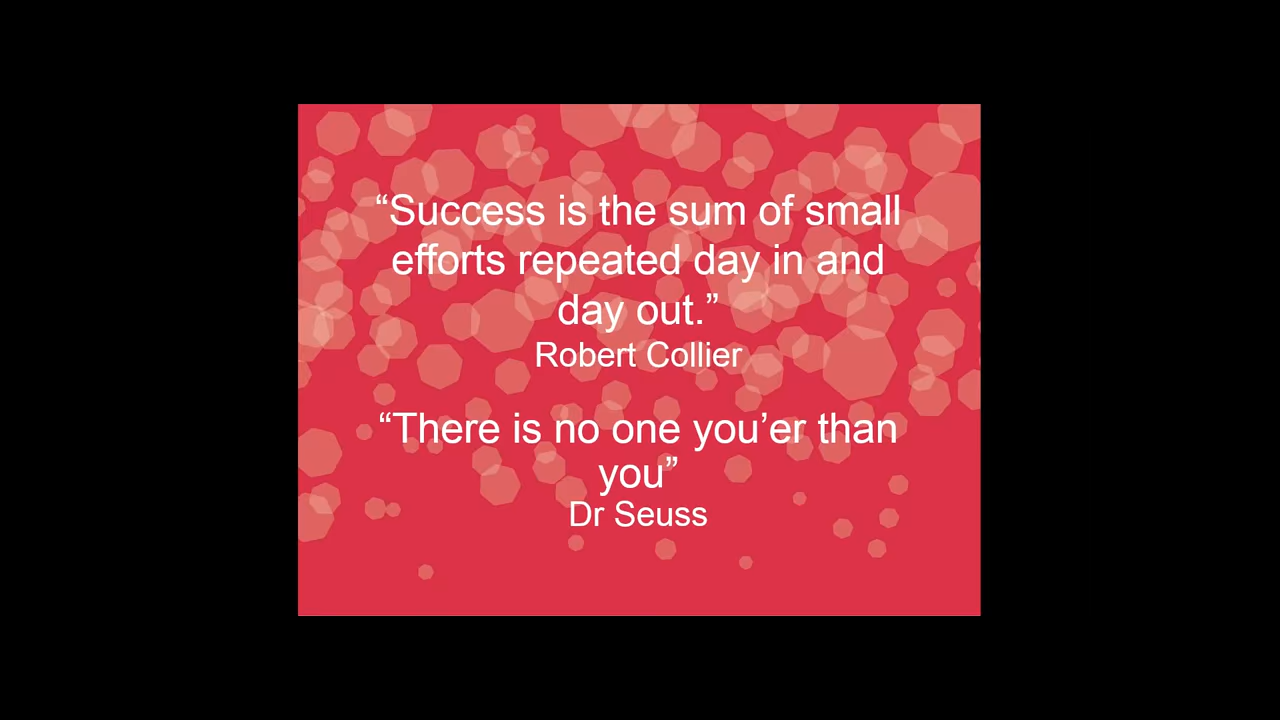 “Success is the sum of small
efforts repeated day in and
day out.”
Robert Collier
“There is no one you’er than
you”
Dr Seuss